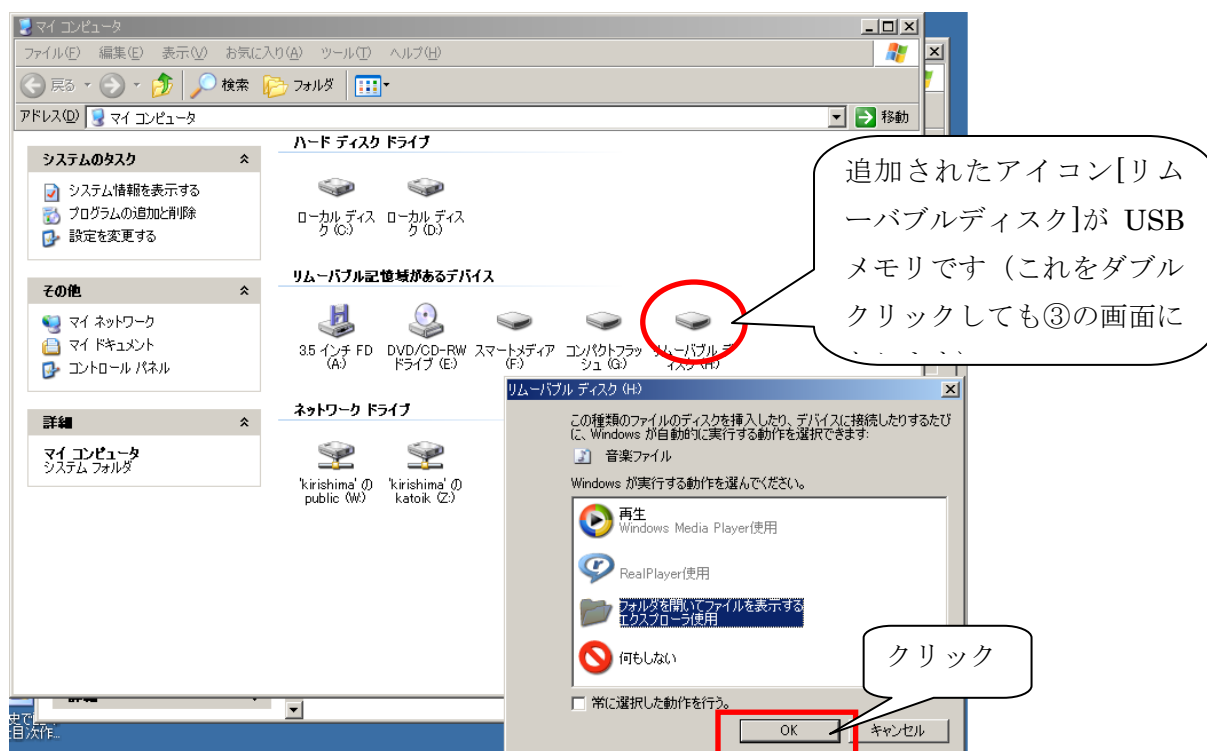 マイ コンピュータ
ファイル(F) 編集(E) 表示(V) お気に入り(A) ツール(T) ヘルプ(H)
戻る 検索 フォルダ
アドレス(D) マイ コンピュータ 移動
システムのタスク
システム情報を表示する
プログラムの追加と削除
設定を変更する
その他
マイ ネットワーク
マイ ドキュメント
コントロール パネル
詳細
マイ コンピュータ
システム フォルダ
ハード ディスク ドライブ
ローカル ディスク (C:)
ローカル ディスク (D:)
リムーバブル記憶域があるデバイス
3.5 インチ FD (A:)
DVD/CD-RW ドライブ (E:)
スマートメディア (F:)
コンパクトフラッシュ (G:)
リムーバブル ディスク (H:)
ネットワーク ドライブ
'kirishima' の public (W:)
'kirishima' の katoik (Z:)
追加されたアイコン[リム
ーバブルディスク]が USB
メモリです（これをダブル
クリックしても③の画面に
リムーバブル ディスク (H:)
この種類のファイルのディスクを挿入したり、デバイスに接続したりするたび
に、Windows が自動的に実行する動作を選択できます:
音楽ファイル
Windows が実行する動作を選んでください。
再生
Windows Media Player使用
RealPlayer使用
フォルダを開いてファイルを表示する
エクスプローラ使用
何もしない
常に選択した動作を行う。
OK キャンセル
クリック
目次作...